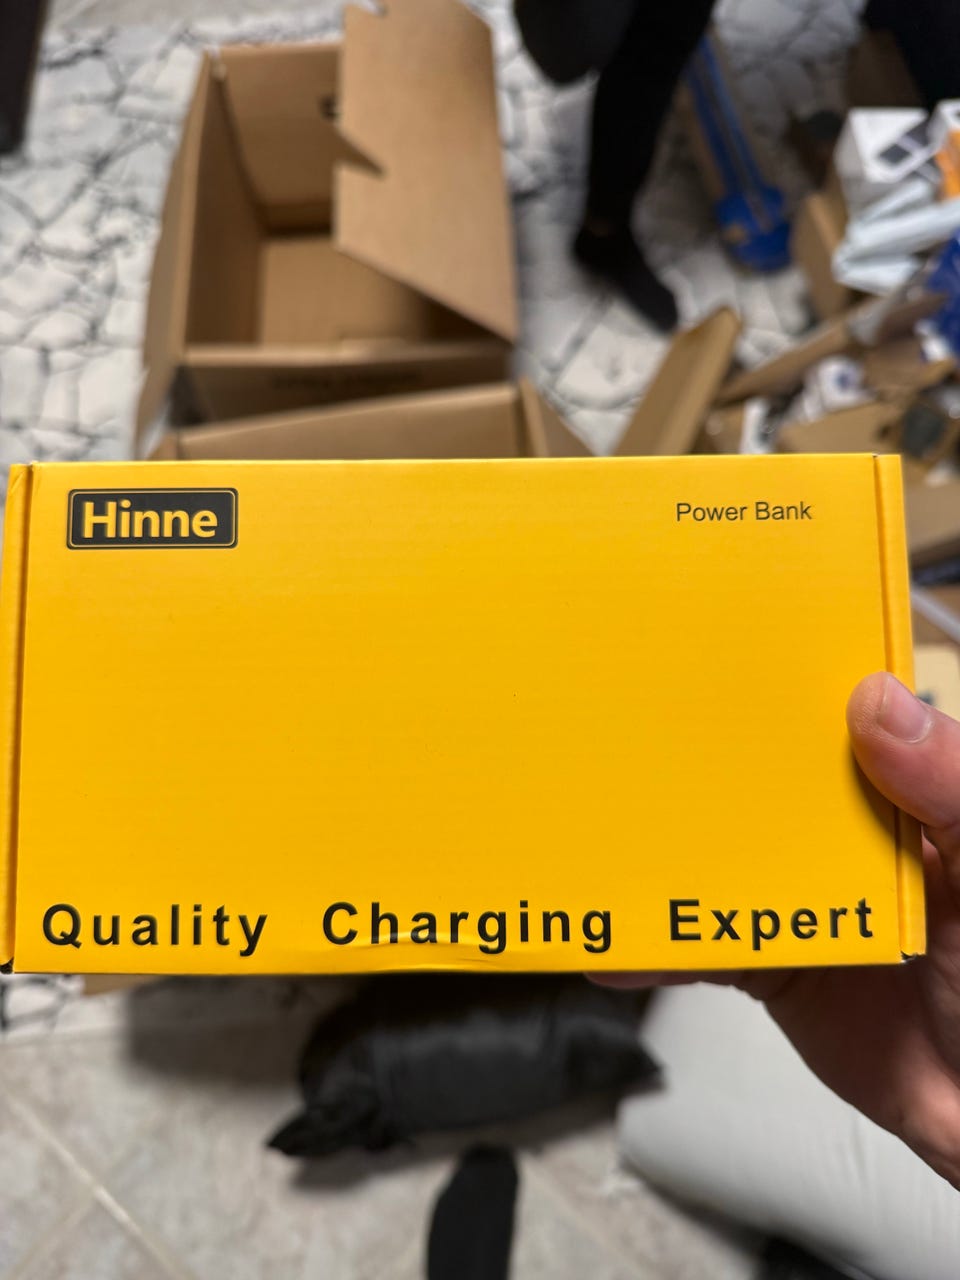 Hinne
Power Bank
Quality Charging Expert